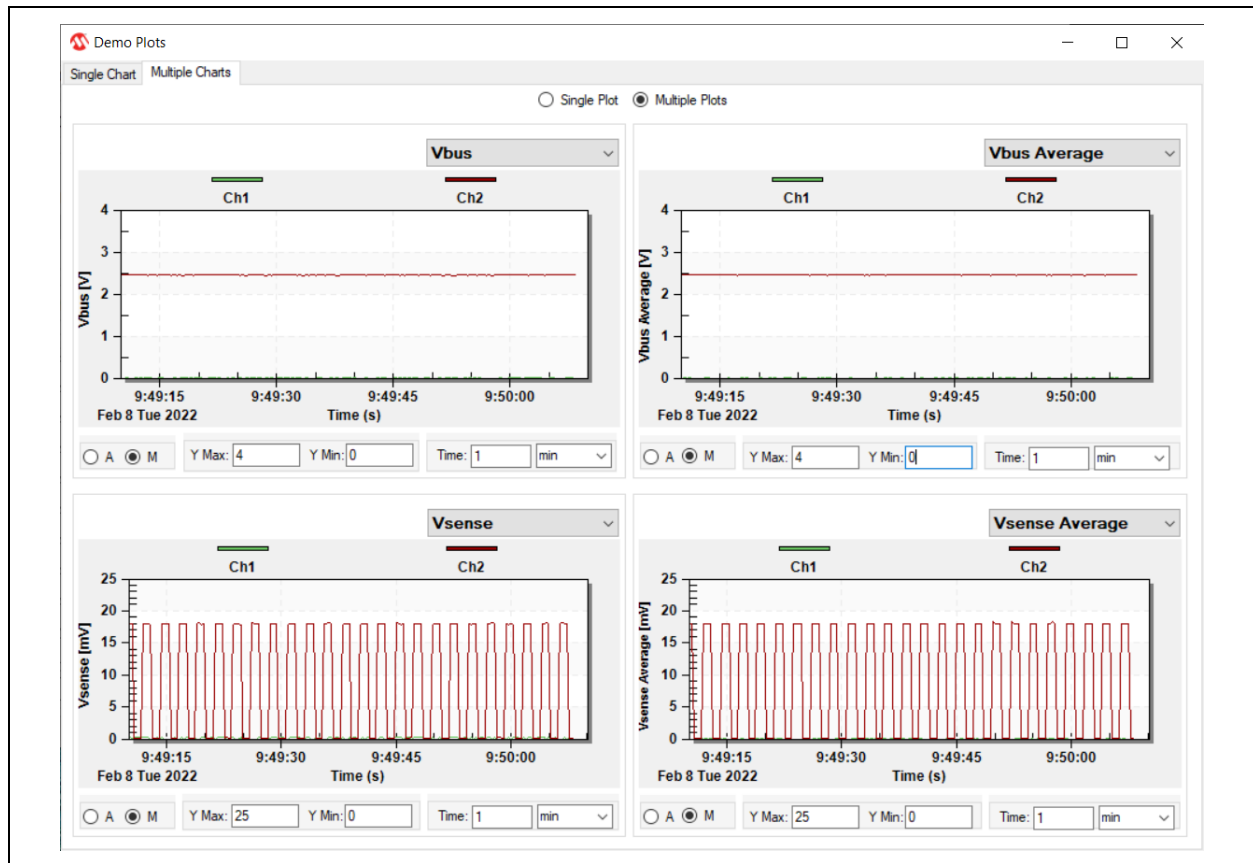 Demo Plots
Single Chart Multiple Charts
Single Plot Multiple Plots
Vbus
Ch1 Ch2
4
3
2
1
0
Vbus [V]
9:49:15 9:49:30 9:49:45 9:50:00
Feb 8 Tue 2022 Time (s)
A M Y Max: 4 Y Min: 0 Time: 1 min
Vbus Average
Ch1 Ch2
4
3
2
1
0
Vbus Average [V]
9:49:15 9:49:30 9:49:45 9:50:00
Feb 8 Tue 2022 Time (s)
A M Y Max: 4 Y Min: 0 Time: 1 min
Vsense
Ch1 Ch2
25
20
15
10
5
0
Vsense [mV]
9:49:15 9:49:30 9:49:45 9:50:00
Feb 8 Tue 2022 Time (s)
A M Y Max: 25 Y Min: 0 Time: 1 min
Vsense Average
Ch1 Ch2
25
20
15
10
5
0
Vsense Average [mV]
9:49:15 9:49:30 9:49:45 9:50:00
Feb 8 Tue 2022 Time (s)
A M Y Max: 25 Y Min: 0 Time: 1 min